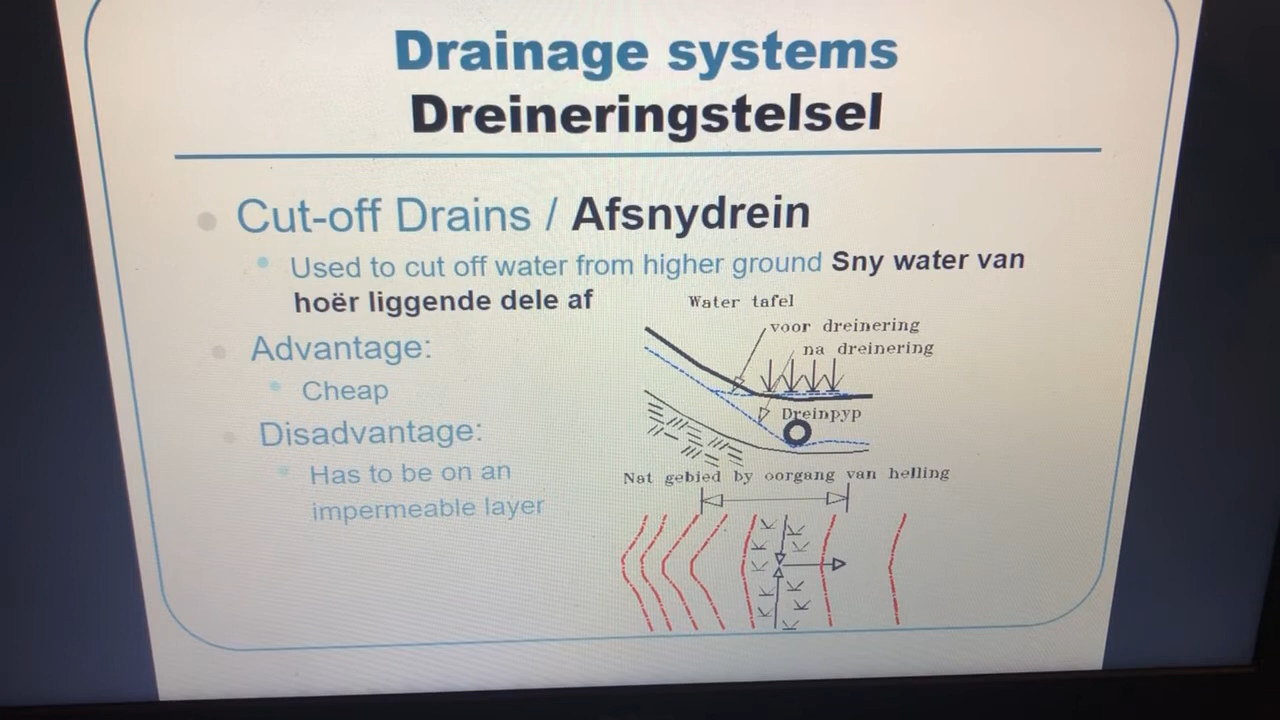 Drainage systems
Dreineringstelsel
Cut-off Drains / Afsnydrein
Used to cut off water from higher ground Sny water van
hoër liggende dele af
Advantage:
Cheap
Disadvantage:
Has to be on an
impermeable layer
Water tafel
voor dreinering
na dreinering
Dreinpyp
Nat gebied by oorgang van helling